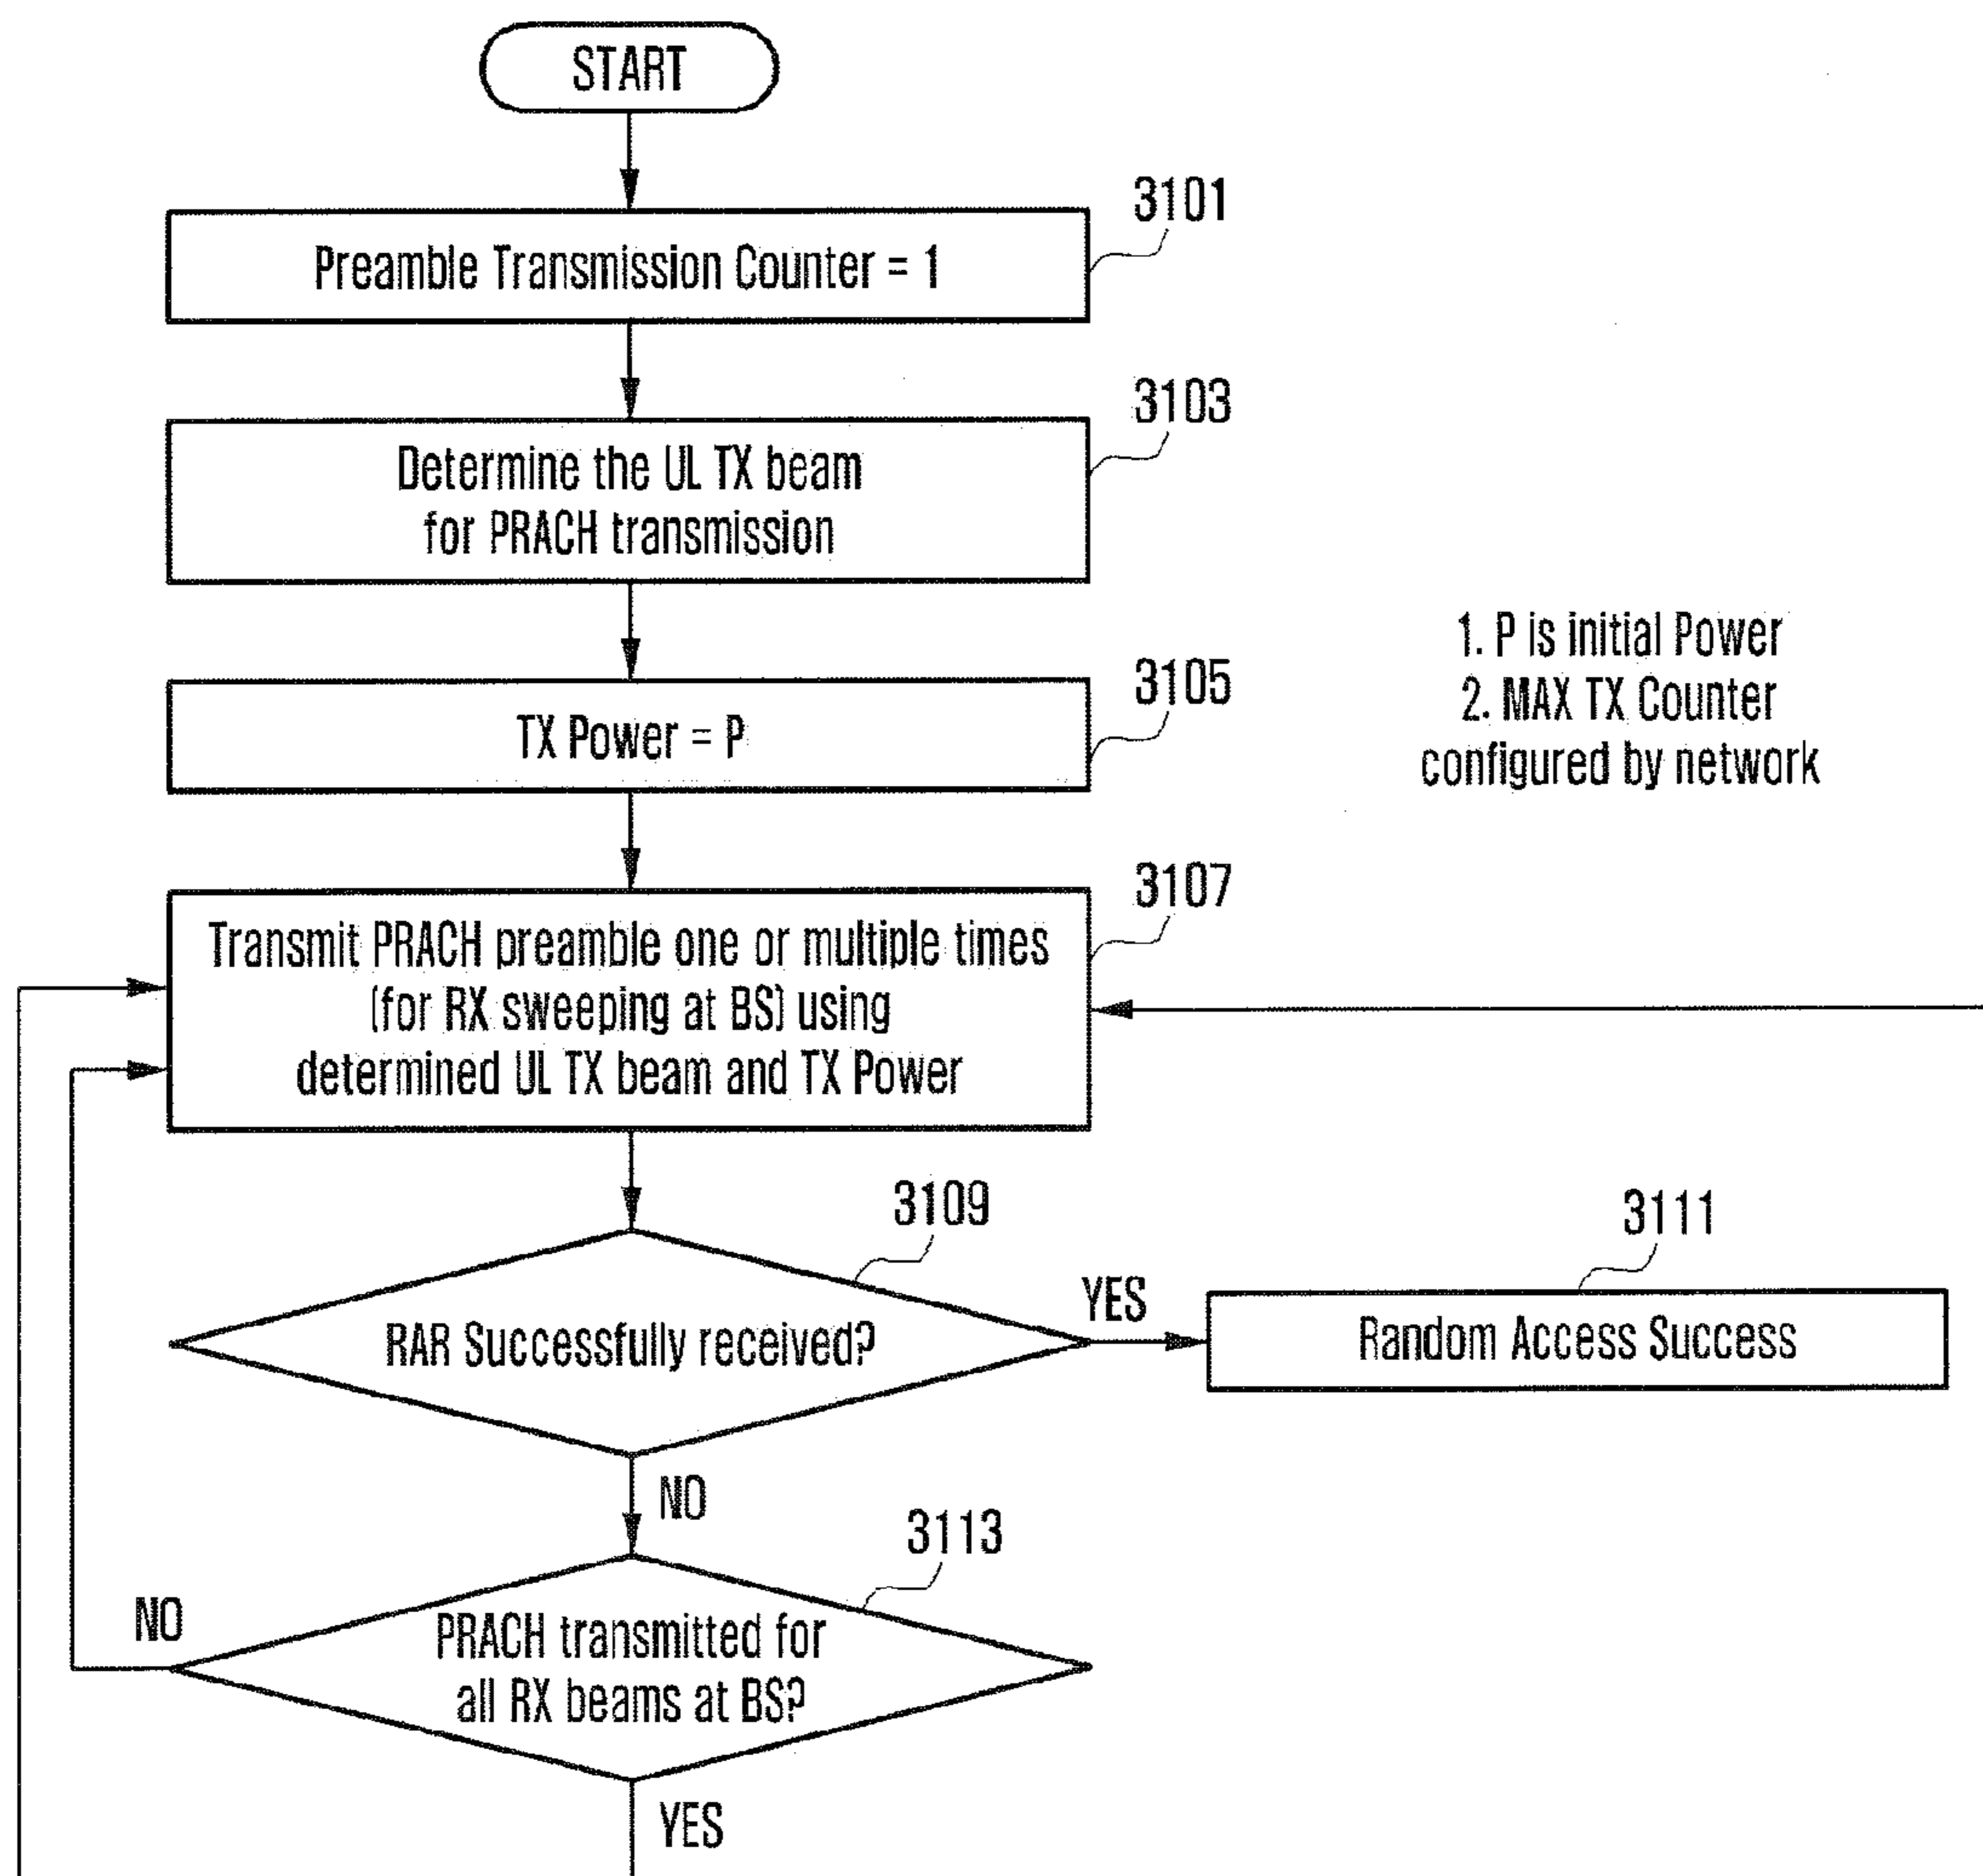 START
3101
Preamble Transmission Counter = 1
3103
Determine the UL TX beam
for PRACH transmission
3105
TX Power = P
1. P is initial Power
2. MAX TX Counter
configured by network
3107
Transmit PRACH preamble one or multiple times
(for RX sweeping at BS) using
determined UL TX beam and TX Power
3109
RAR Successfully received?
YES
3111
Random Access Success
NO
3113
NO
PRACH transmitted for
all RX beams at BS?
YES